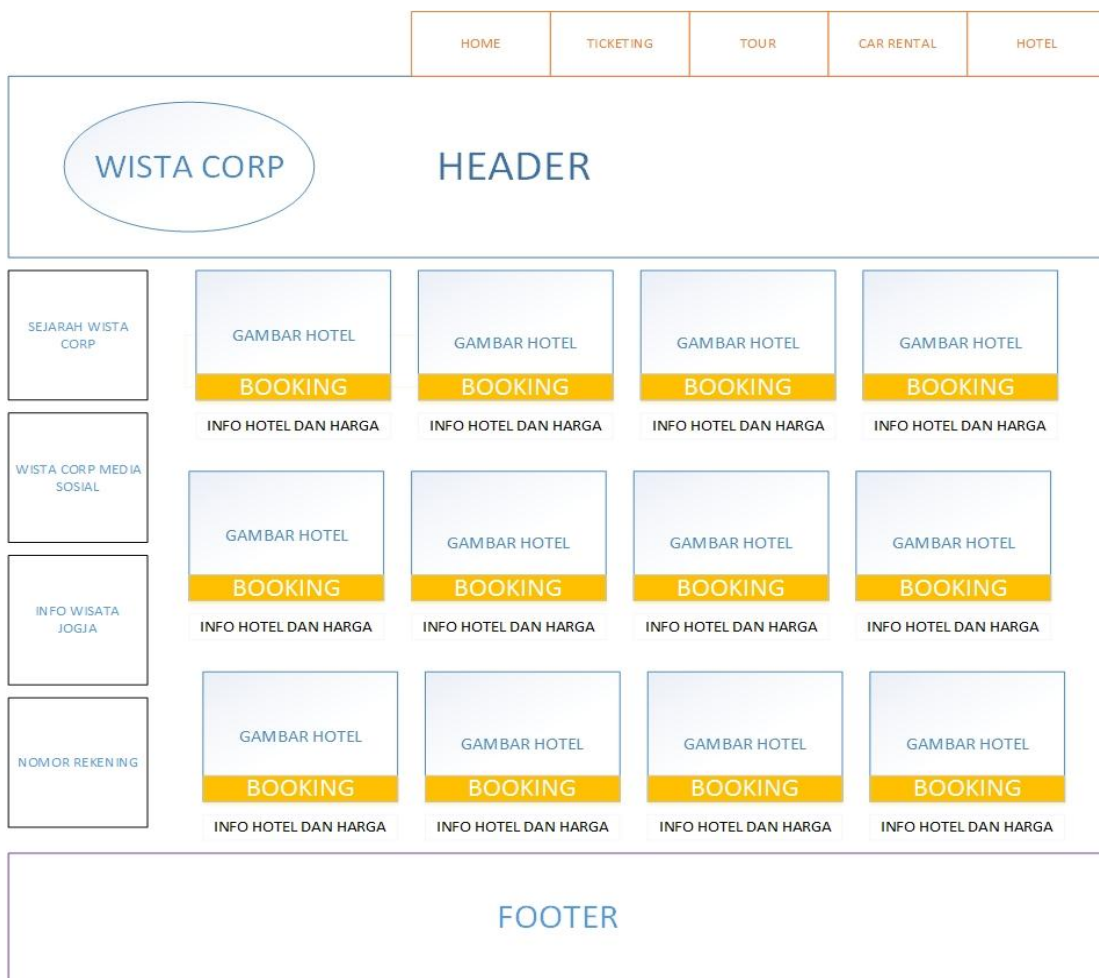 HOME TICKETING TOUR CAR RENTAL HOTEL
WISTA CORP HEADER
SEJARAH WISTA
CORP
WISTA CORP MEDIA
SOSIAL
INFO WISATA
JOGJA
NOMOR REKENING
GAMBAR HOTEL GAMBAR HOTEL GAMBAR HOTEL GAMBAR HOTEL
BOOKING BOOKING BOOKING BOOKING
INFO HOTEL DAN HARGA INFO HOTEL DAN HARGA INFO HOTEL DAN HARGA INFO HOTEL DAN HARGA
GAMBAR HOTEL GAMBAR HOTEL GAMBAR HOTEL GAMBAR HOTEL
BOOKING BOOKING BOOKING BOOKING
INFO HOTEL DAN HARGA INFO HOTEL DAN HARGA INFO HOTEL DAN HARGA INFO HOTEL DAN HARGA
GAMBAR HOTEL GAMBAR HOTEL GAMBAR HOTEL GAMBAR HOTEL
BOOKING BOOKING BOOKING BOOKING
INFO HOTEL DAN HARGA INFO HOTEL DAN HARGA INFO HOTEL DAN HARGA INFO HOTEL DAN HARGA
FOOTER